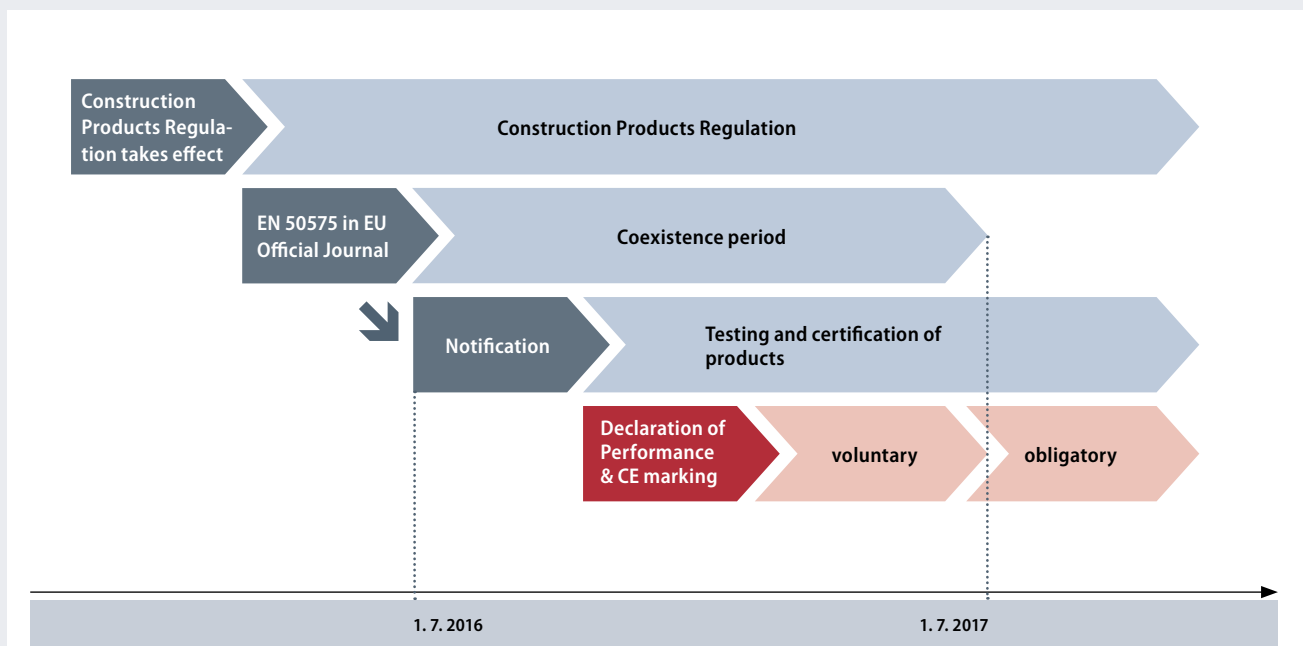 Construction
Products Regula-
tion takes effect
Construction Products Regulation
EN 50575 in EU
Official Journal
Coexistence period
Notification
Testing and certification of
products
Declaration of
Performance
& CE marking
voluntary
obligatory
1. 7. 2016
1. 7. 2017